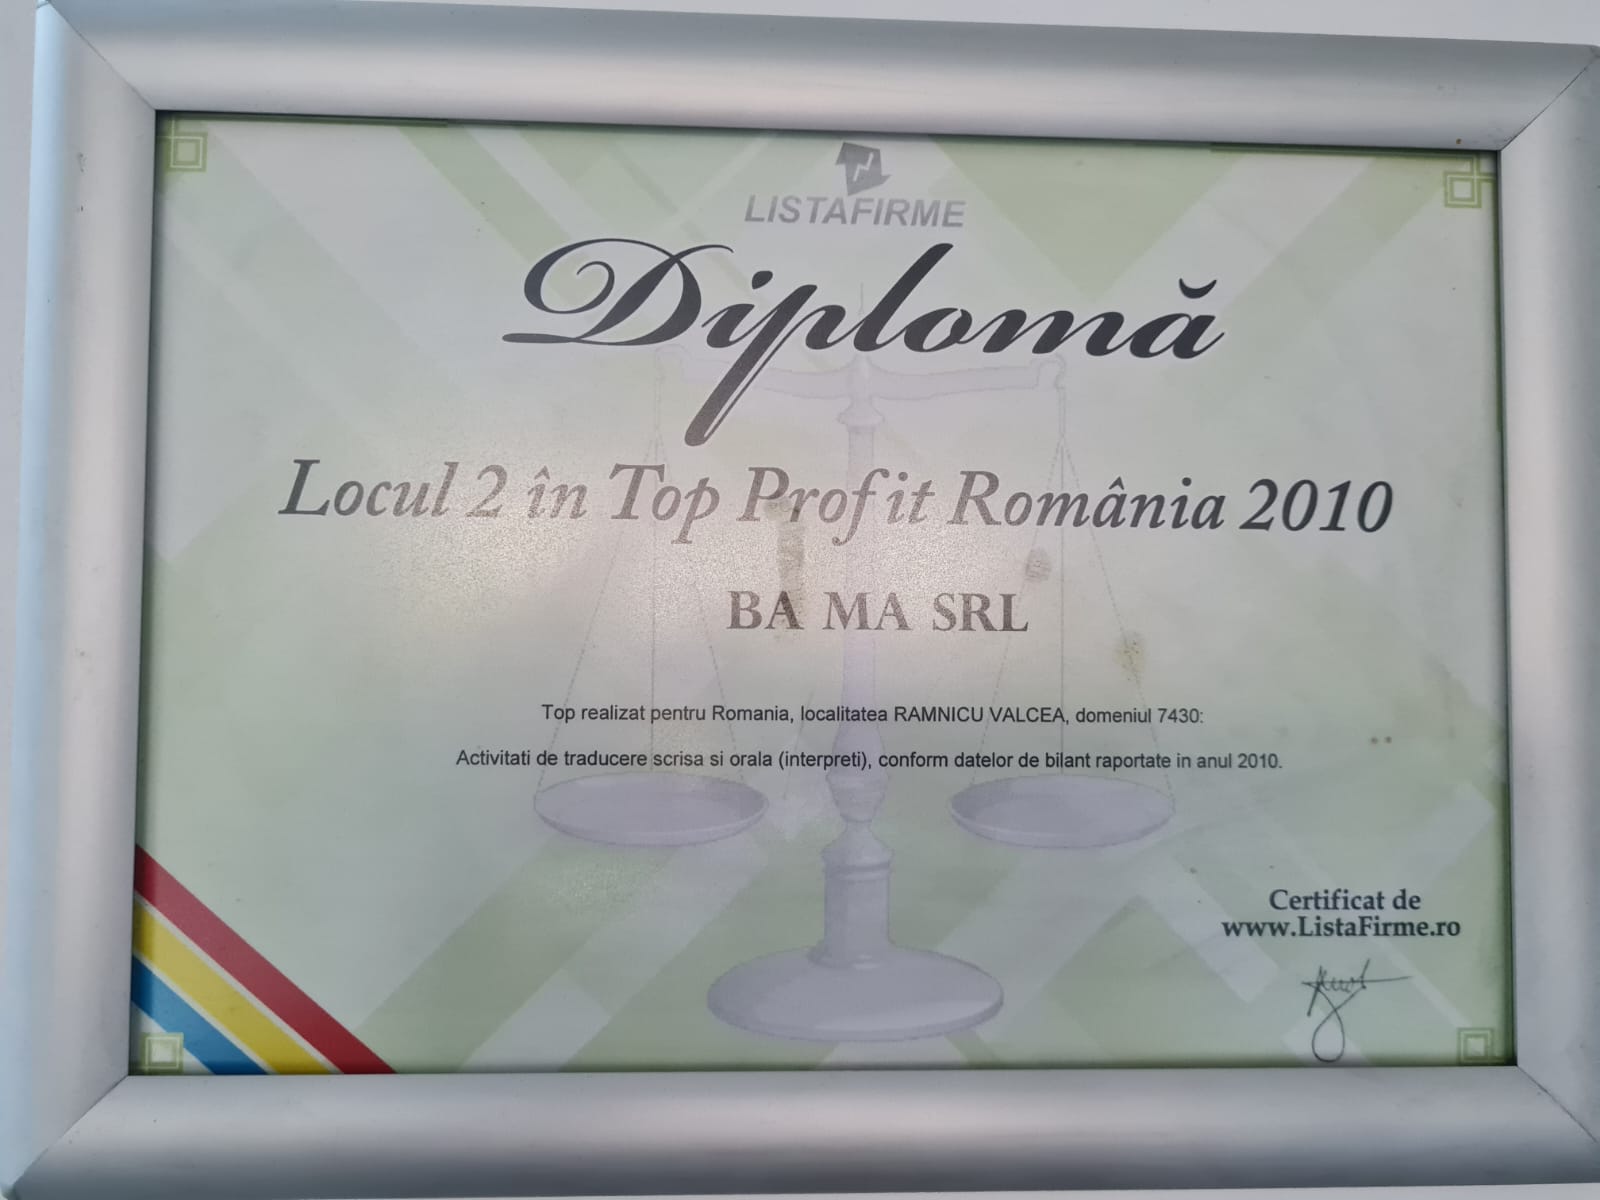 LISTAFIRME
Diplomă
Locul 2 în Top Profit România 2010
BA MA SRL
Top realizat pentru Romania, localitatea RAMNICU VALCEA, domeniul 7430:
Activitati de traducere scrisa si orala (interpreti), conform datelor de bilant raportate in anul 2010.
Certificat de
www.ListaFirme.ro